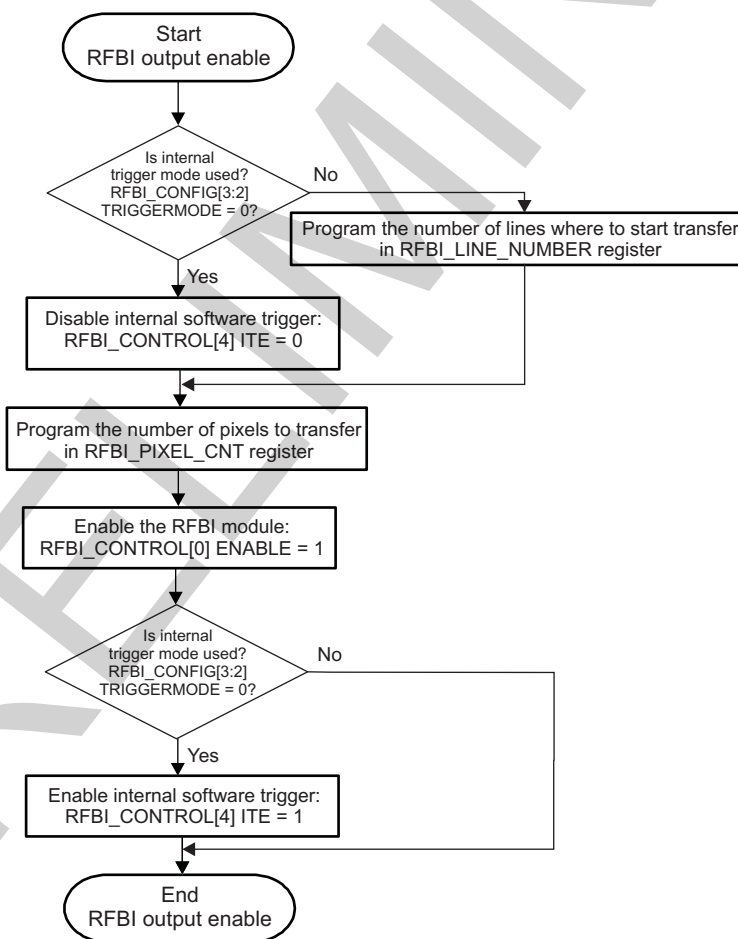 Start
RFBI output enable
Is internal
trigger mode used?
RFBI_CONFIG[3:2]
TRIGGERMODE = 0?
No
Program the number of lines where to start transfer
in RFBI_LINE_NUMBER register
Yes
Disable internal software trigger:
RFBI_CONTROL[4] ITE = 0
Program the number of pixels to transfer
in RFBI_PIXEL_CNT register
Enable the RFBI module:
RFBI_CONTROL[0] ENABLE = 1
Is internal
trigger mode used?
RFBI_CONFIG[3:2]
TRIGGERMODE = 0?
No
Yes
Enable internal software trigger:
RFBI_CONTROL[4] ITE = 1
End
RFBI output enable